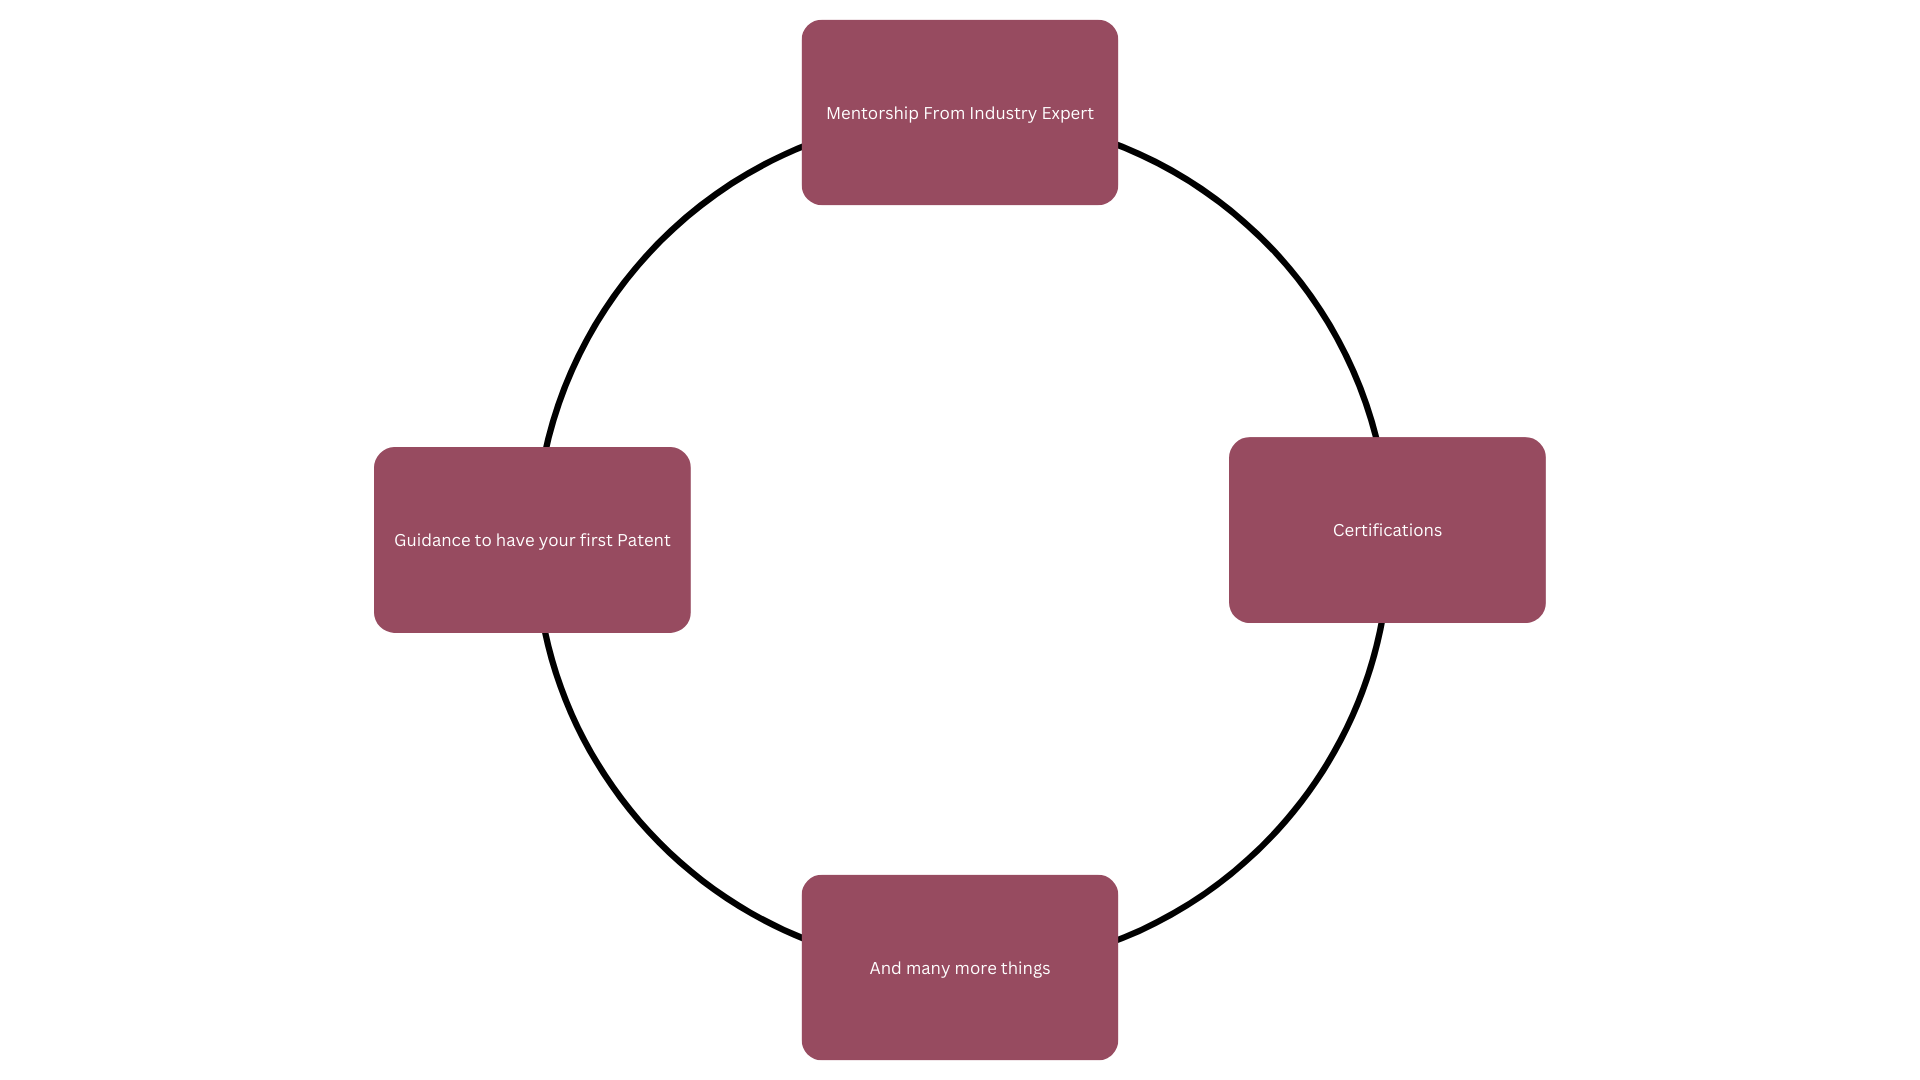 Mentorship From Industry Expert
Guidance to have your first Patent
Certifications
And many more things